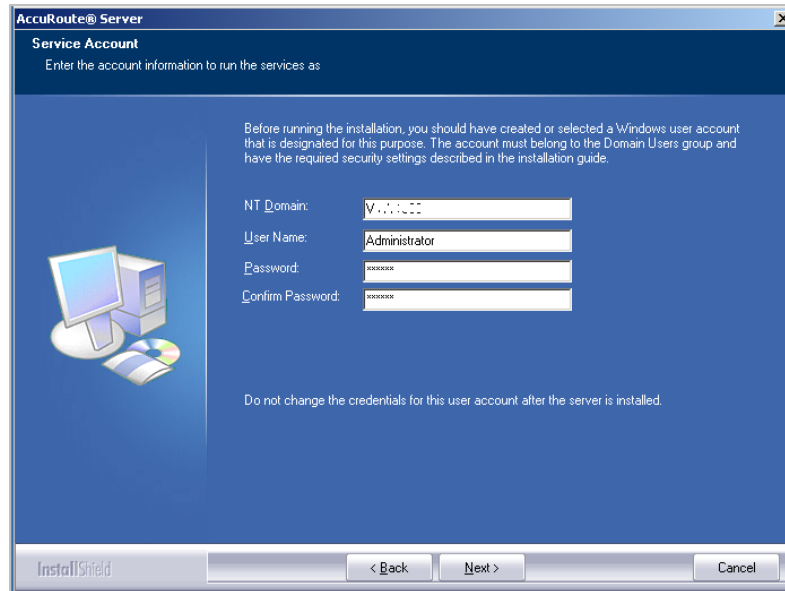 AccuRoute® Server
Service Account
Enter the account information to run the services as
Before running the installation, you should have created or selected a Windows user account
that is designated for this purpose. The account must belong to the Domain Users group and
have the required security settings described in the installation guide.
NT Domain:
User Name: Administrator
Password: ******
Confirm Password: ******
Do not change the credentials for this user account after the server is installed.
InstallShield
< Back Next > Cancel